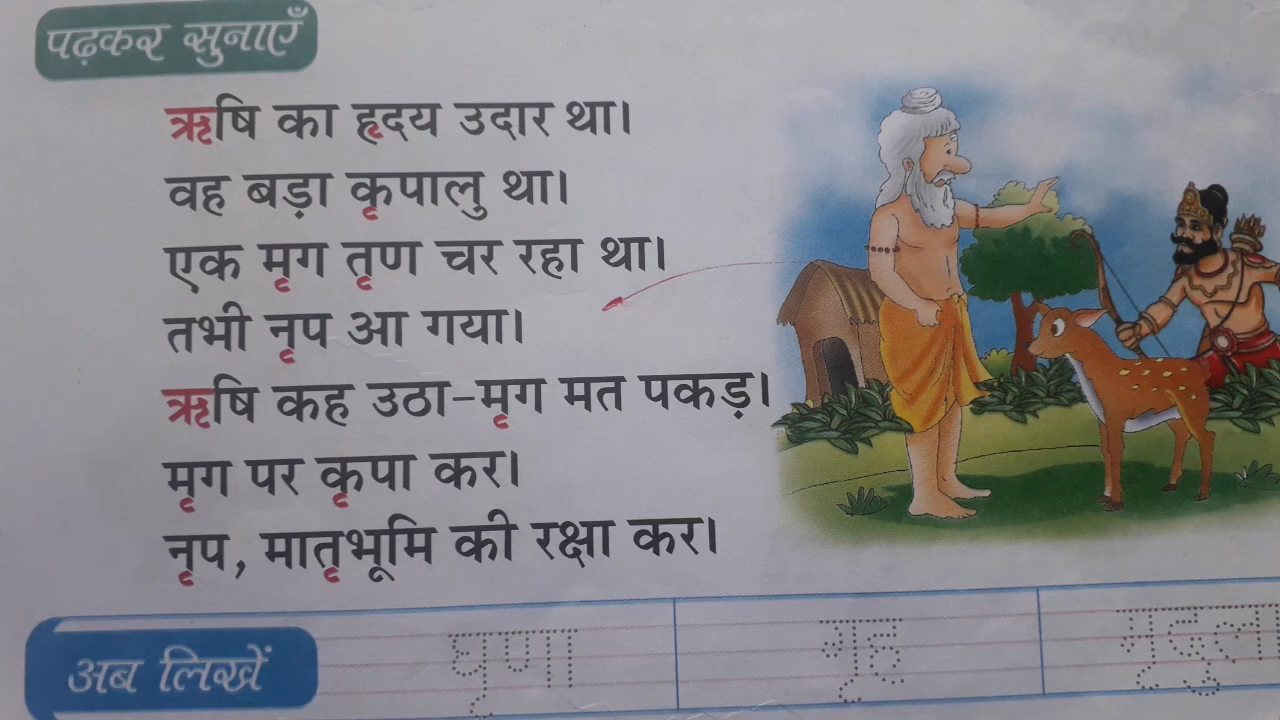 पढ़कर सुनाएँ
ऋषि का हृदय उदार था।
वह बड़ा कृपालु था।
एक मृग तृण चर रहा था।
तभी नृप आ गया।
ऋषि कह उठा-मृग मत पकड़।
मृग पर कृपा कर।
नृप, मातृभूमि की रक्षा कर।
अब लिखें घृणा गृह